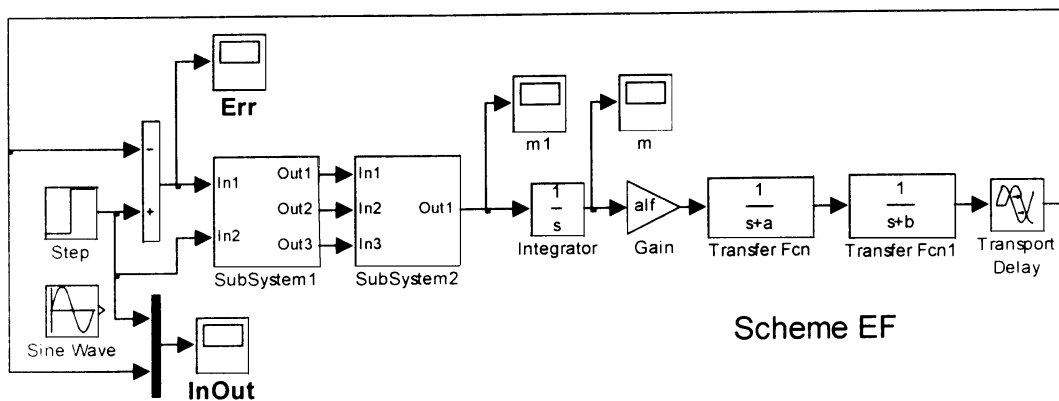 Err
m1
m
-
+
Step
In1
In2
Out1
Out2
Out3
SubSystem1
In1
In2
In3
Out1
SubSystem2
1
s
Integrator
alf
Gain
1
s+a
Transfer Fcn
1
s+b
Transfer Fcn1
Transport
Delay
Sine Wave
InOut
Scheme EF